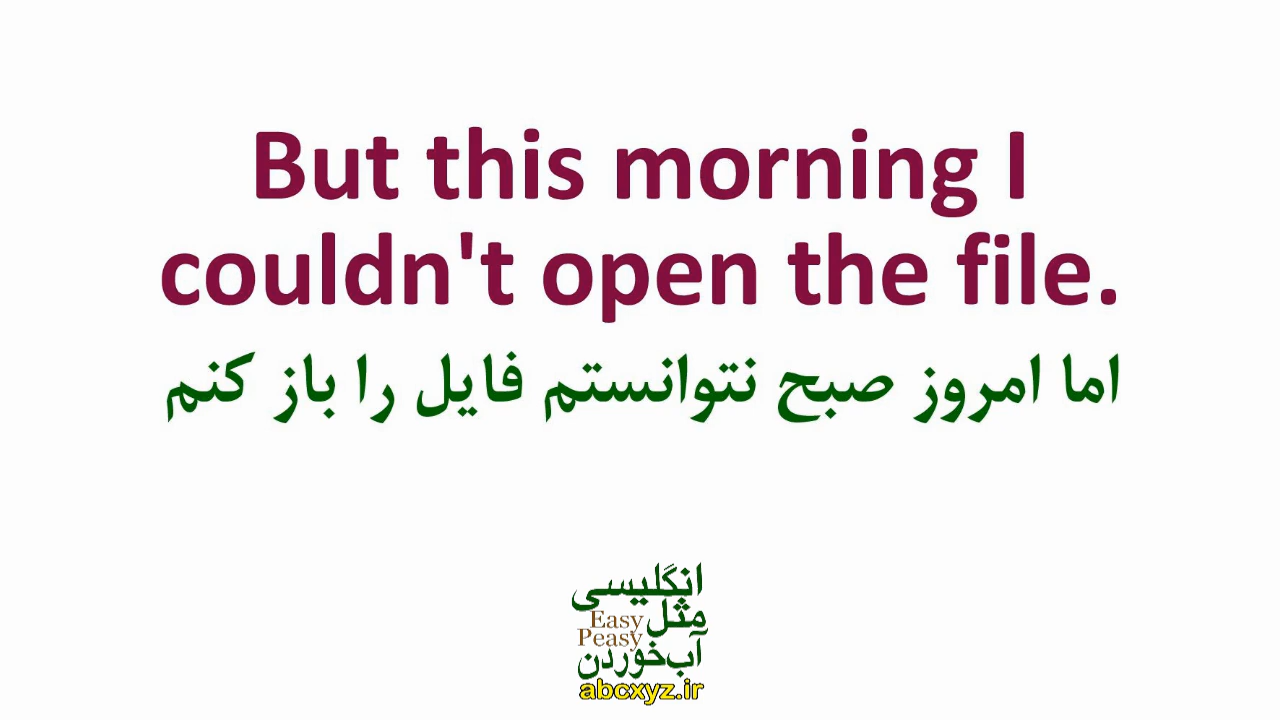 But this morning I
couldn't open the file.
اما امروز صبح نتوانستم فایل را باز کنم
انگلیسی
مثل
Easy
Peasy
آب‌خوردن
abcxyz.ir